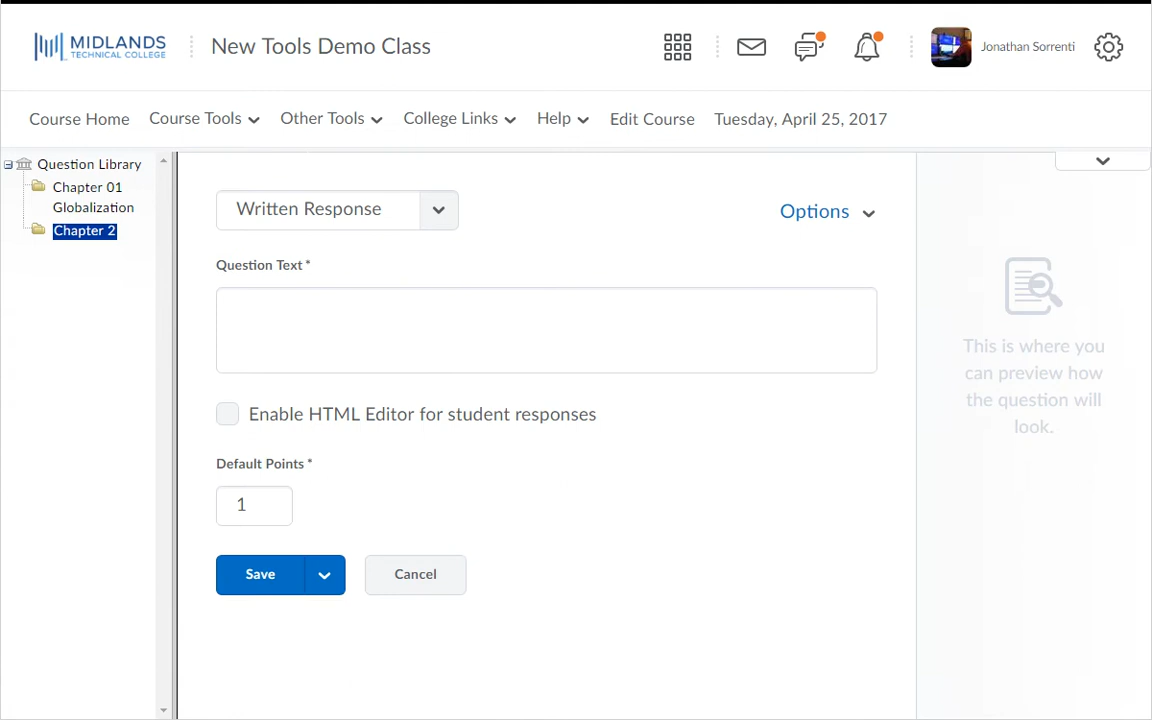 MIDLANDS
TECHNICAL COLLEGE
New Tools Demo Class
Jonathan Sorrenti
Course Home
Course Tools
Other Tools
College Links
Help
Edit Course
Tuesday, April 25, 2017
Question Library
Chapter 01
Globalization
Chapter 2
Written Response
Options
Question Text *
Enable HTML Editor for student responses
Default Points *
1
Save
Cancel
This is where you
can preview how
the question will
look.